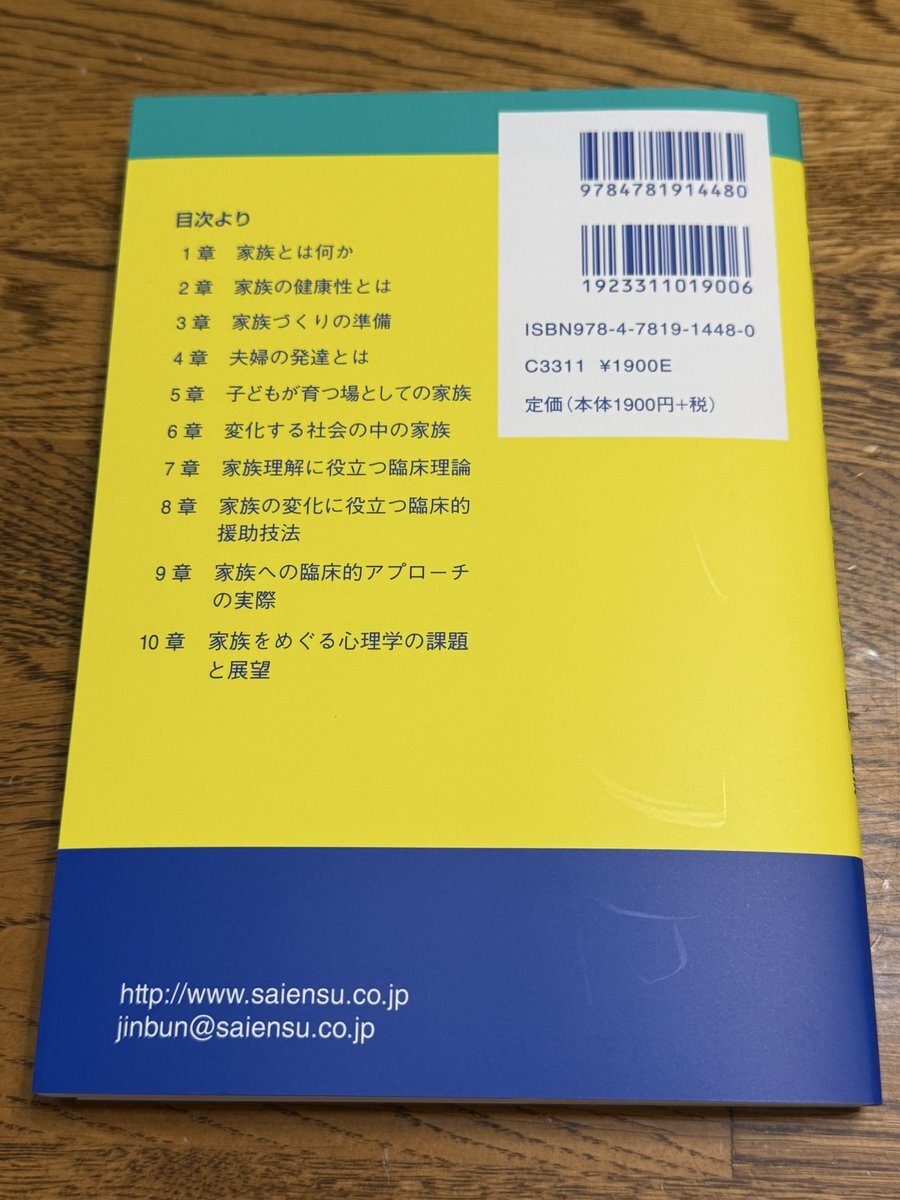 目次より
1章 家族とは何か
2章 家族の健康性とは
3章 家族づくりの準備
4章 夫婦の発達とは
5章 子どもが育つ場としての家族
6章 変化する社会の中の家族
7章 家族理解に役立つ臨床理論
8章 家族の変化に役立つ臨床的
援助技法
9章 家族への臨床的アプローチ
の実際
10章 家族をめぐる心理学の課題
と展望
9784781914480
1923311019006
ISBN978-4-7819-1448-0
C3311 ¥1900E
定価(本体1900円+税)
http://www.saiensu.co.jp
jinbun@saiensu.co.jp